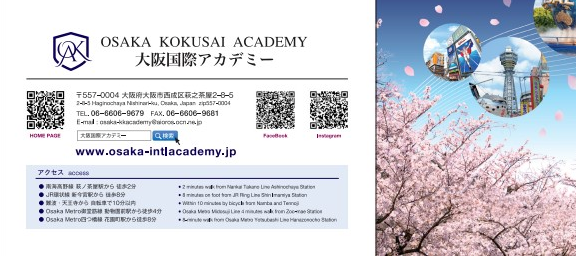 OAK
OSAKA KOKUSAI ACADEMY
大阪国際アカデミー
〒557-0004 大阪府大阪市西成区萩之茶屋2-8-5
2-8-5 Haginochaya Nishinari-ku, Osaka, Japan zip557-0004
TEL. 06-6606-9679 FAX. 06-6606-9681
E-mail : osaka-kkacademy@aioros.ocn.ne.jp
大阪国際アカデミー 検索
HOME PAGE
FaceBook
Instagram
www.osaka-intlacademy.jp
アクセス access
● 南海高野線 萩ノ茶屋駅から 徒歩2分
● JR環状線 新今宮駅から 徒歩8分
● 難波・天王寺から 自転車で10分以内
● Osaka Metro御堂筋線 動物園前駅から徒歩4分
● Osaka Metro四つ橋線 花園町駅から徒歩8分
• 2 minutes walk from Nankai Takano Line Ashinochaya Station
• 8 minutes on foot from JR Ring Line Shin-Imamiya Station
• Within 10 minutes by bicycle from Namba and Tennoji
• Osaka Metro Midosuji Line 4 minutes walk from Zoo-mae Station
• 8-minute walk from Osaka Metro Yotsubashi Line Hanazonocho Station